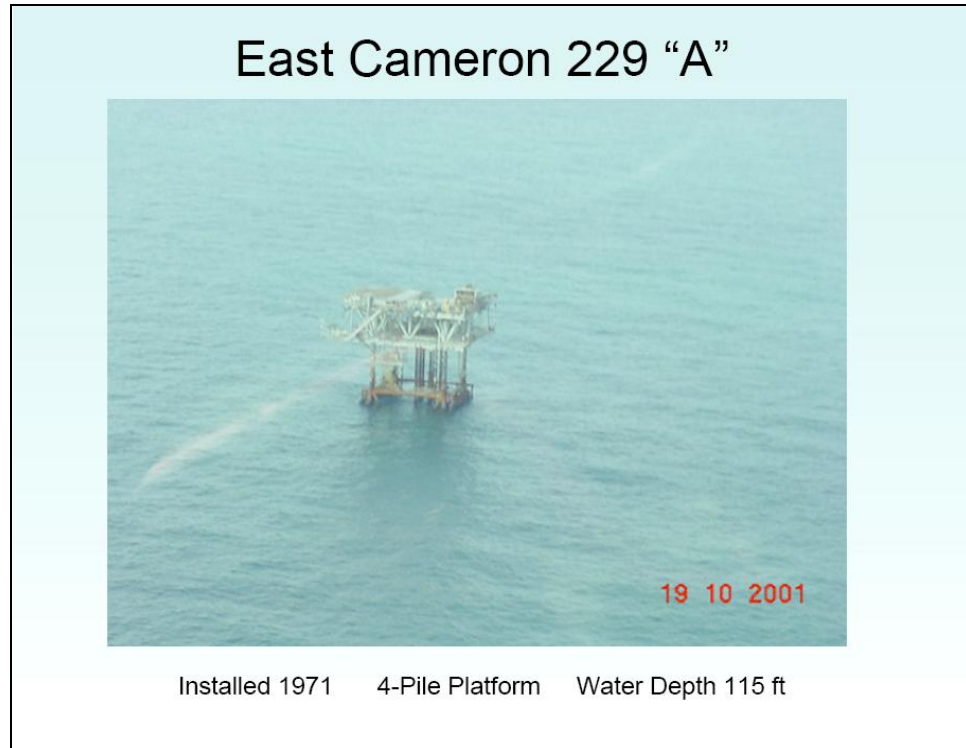 East Cameron 229 “A”
19 10 2001
Installed 1971 4-Pile Platform Water Depth 115 ft